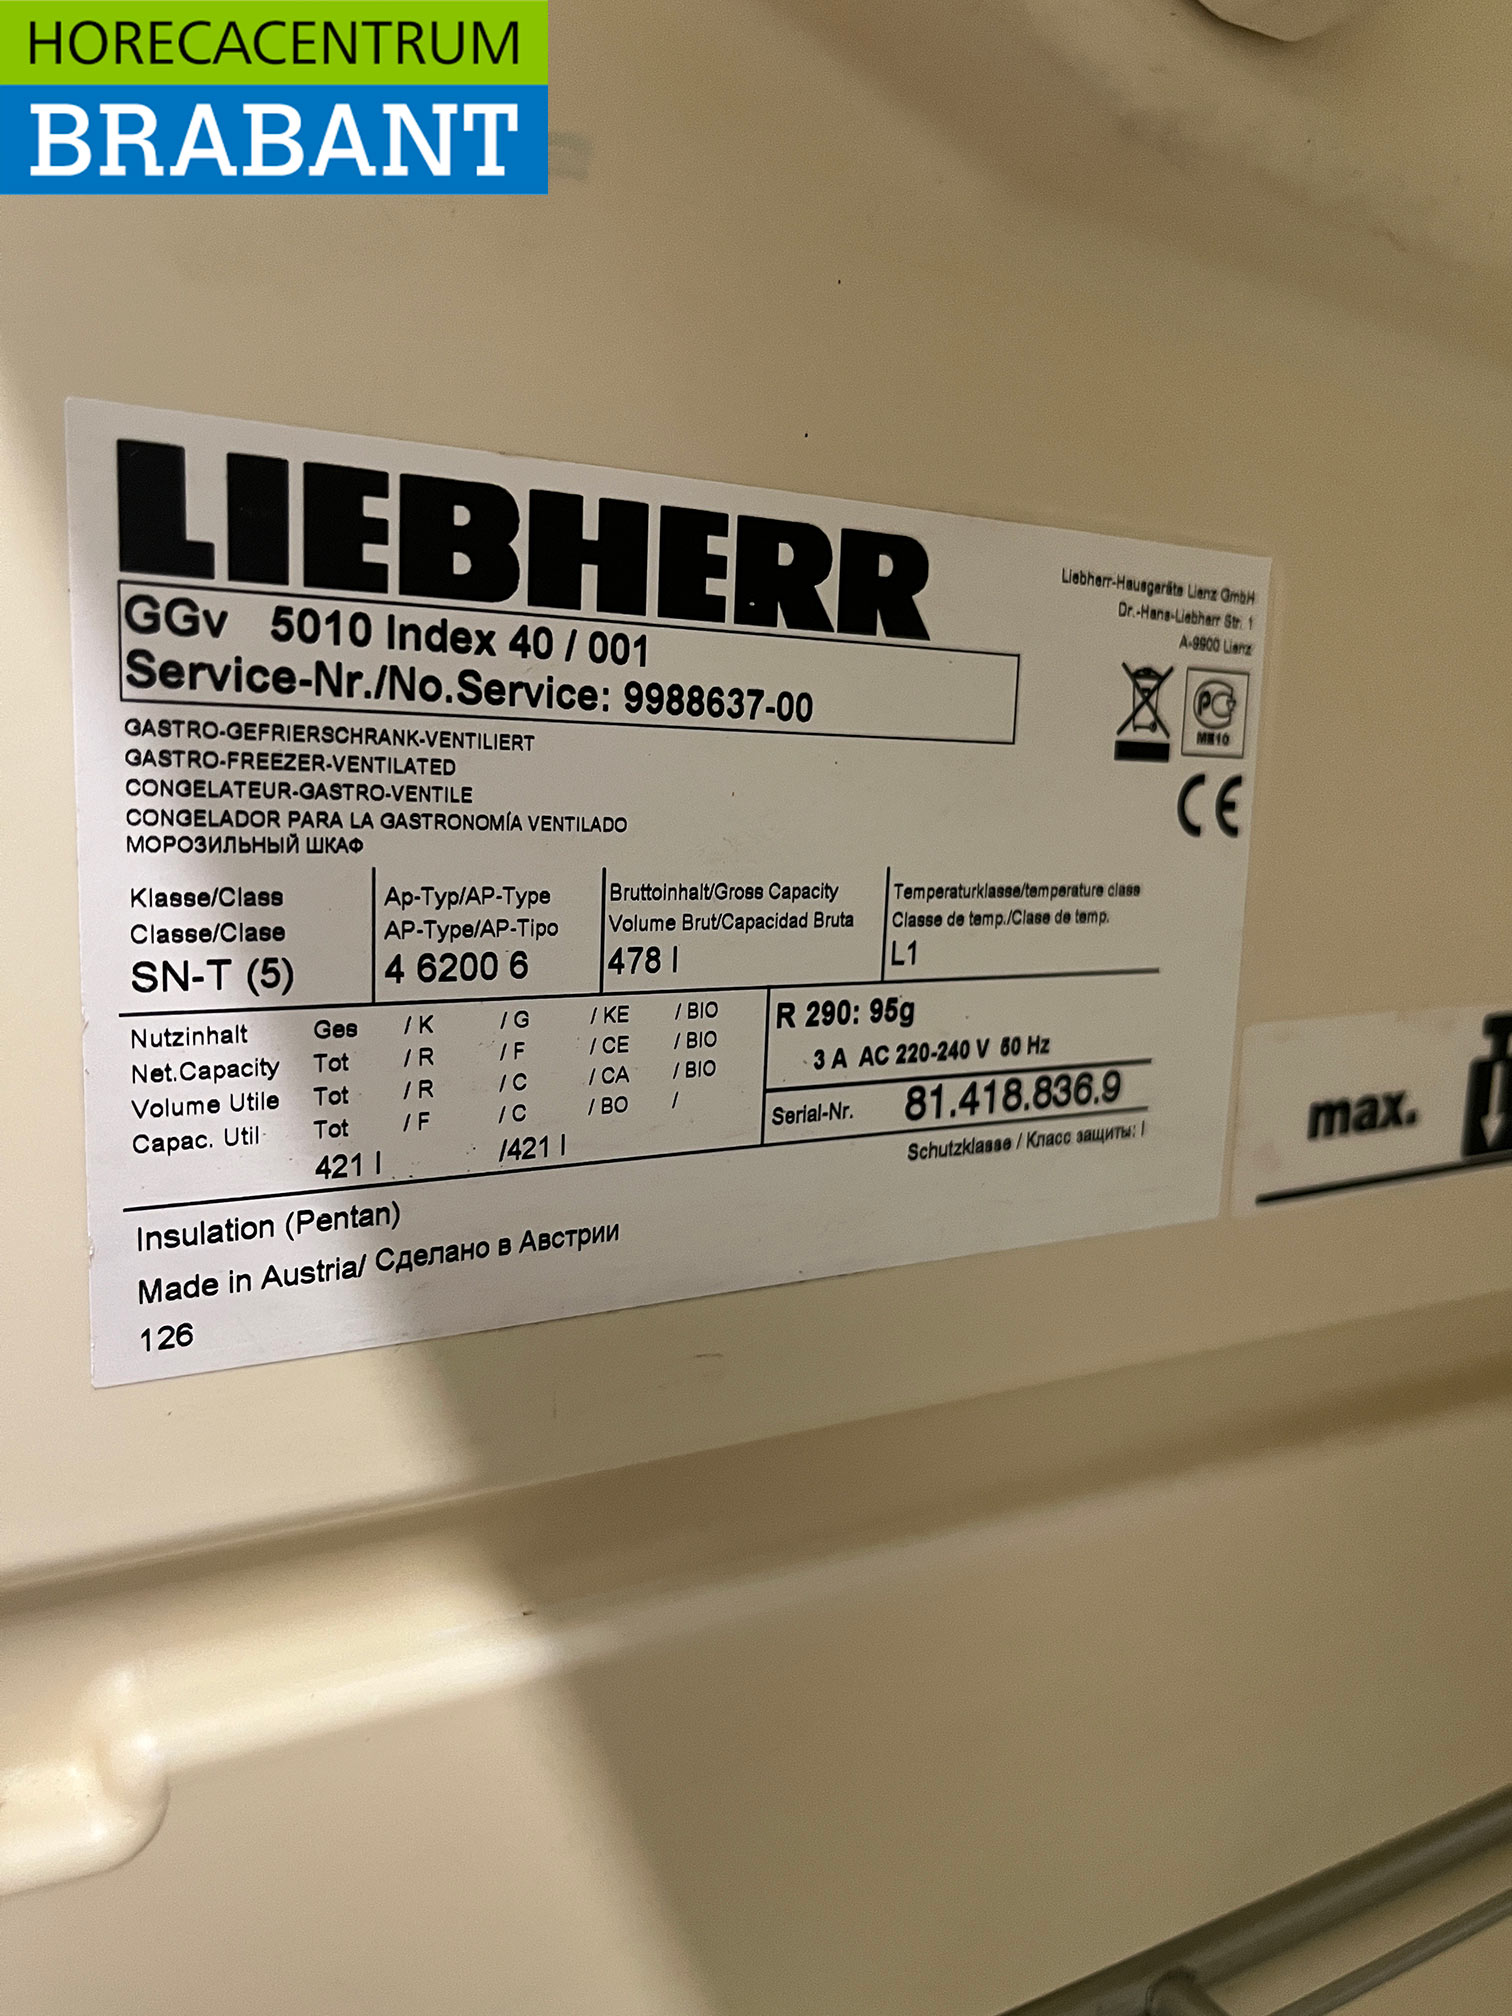 HORECACENTRUM
BRABANT
LIEBHERR
GGv 5010 Index 40 / 001
Service-Nr./No.Service: 9988637-00
Liebherr-Hausgeräte Lienz GmbH
Dr.-Hans-Liebherr Str. 1
A-9900 Lienz
ME10
CE
GASTRO-GEFRIERSCHRANK-VENTILIERT
GASTRO-FREEZER-VENTILATED
CONGELATEUR-GASTRO-VENTILE
CONGELADOR PARA LA GASTRONOMÍA VENTILADO
МОРОЗИЛЬНЫЙ ШКАФ
Klasse/Class
Classe/Clase
SN-T (5)
Ap-Typ/AP-Type
AP-Type/AP-Tipo
4 6200 6
Bruttoinhalt/Gross Capacity
Volume Brut/Capacidad Bruta
478 l
Temperaturklasse/temperature class
Classe de temp./Clase de temp.
L1
Nutzinhalt Ges / K / G / KE / BIO
Net.Capacity Tot / R / F / CE / BIO
Volume Utile Tot / R / C / CA / BIO
Capac. Util Tot / F / C / BO /
421 l /421 l
R 290: 95g
3 A AC 220-240 V 50 Hz
Serial-Nr. 81.418.836.9
Schutzklasse / Класс защиты: I
Insulation (Pentan)
Made in Austria/ Сделано в Австрии
126
max.